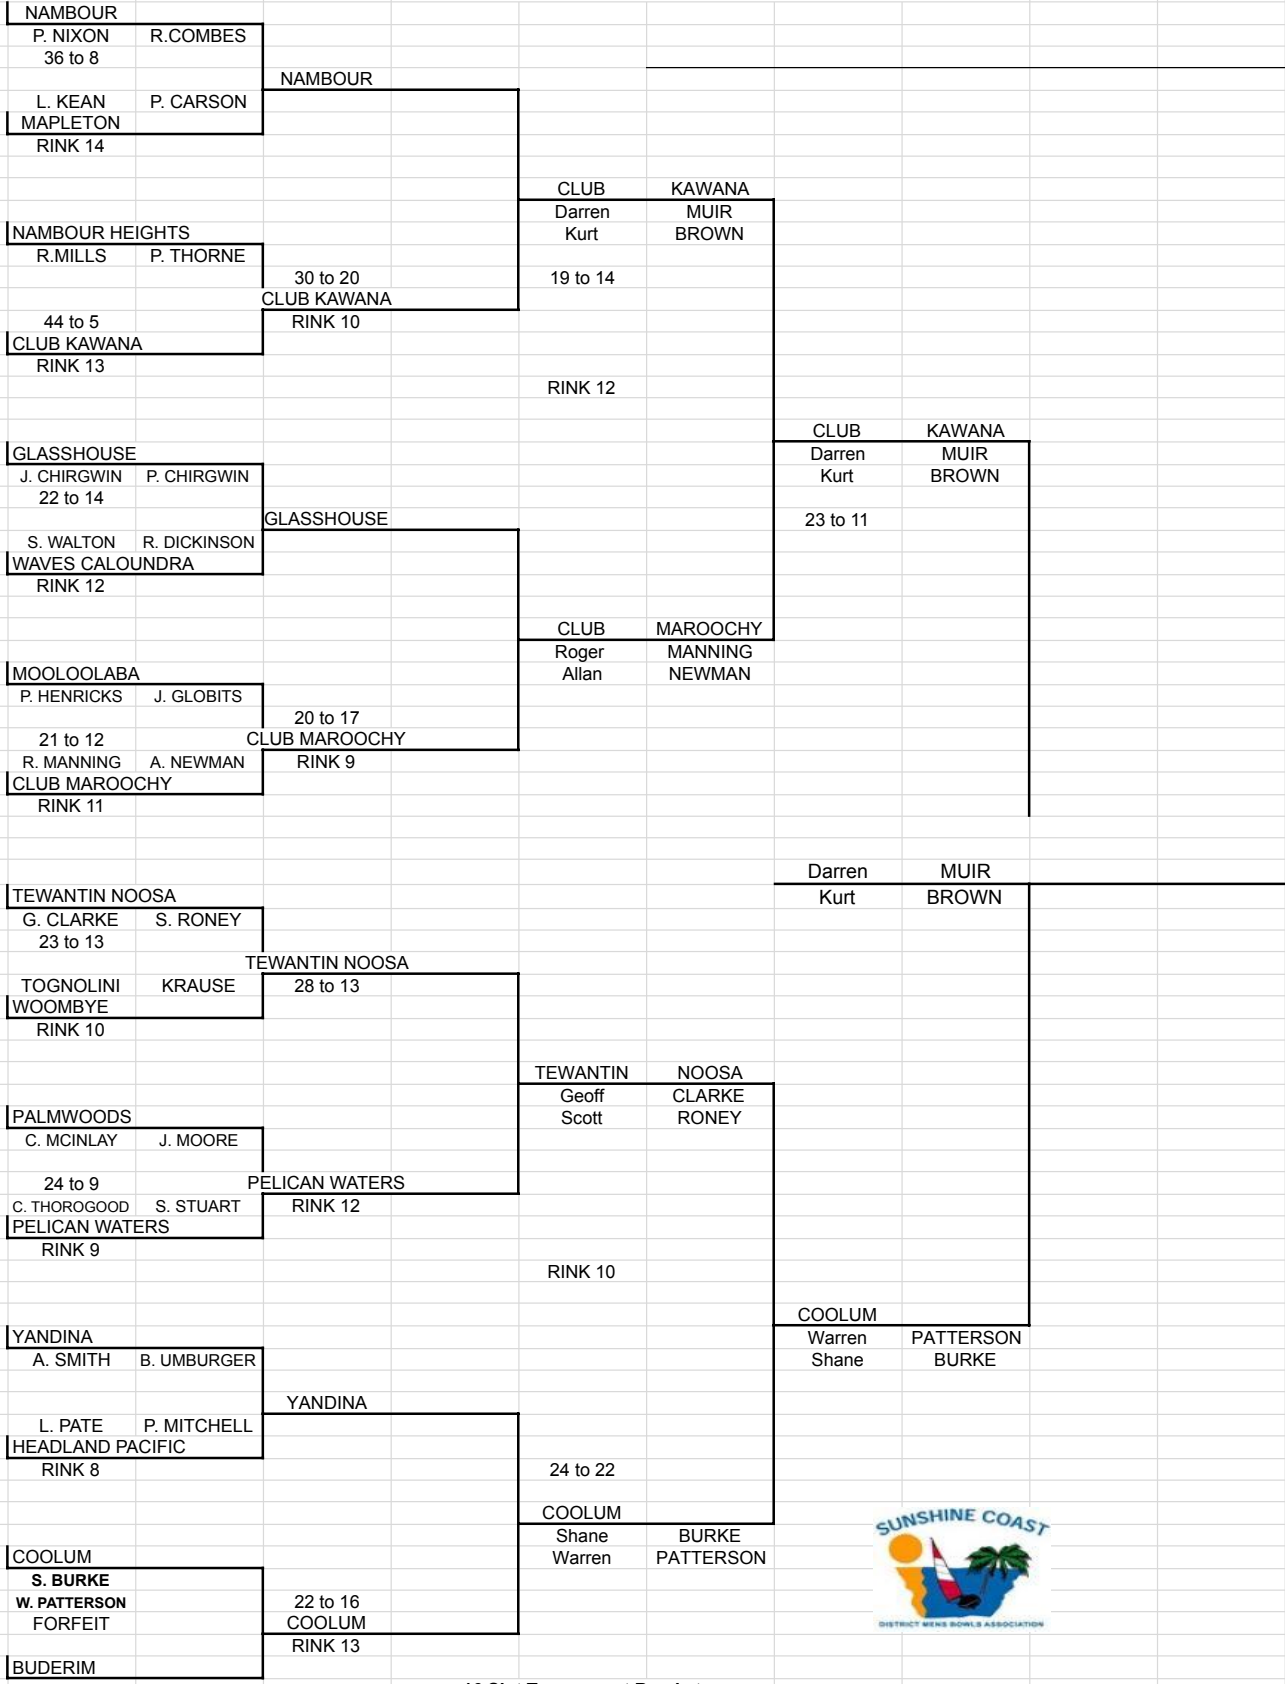 NAMBOUR
P. NIXON R.COMBES
36 to 8
NAMBOUR
L. KEAN P. CARSON
MAPLETON
RINK 14
CLUB KAWANA
Darren MUIR
NAMBOUR HEIGHTS Kurt BROWN
R.MILLS P. THORNE
30 to 20 19 to 14
CLUB KAWANA
44 to 5 RINK 10
CLUB KAWANA
RINK 13
RINK 12
CLUB KAWANA
GLASSHOUSE Darren MUIR
J. CHIRGWIN P. CHIRGWIN Kurt BROWN
22 to 14
GLASSHOUSE 23 to 11
S. WALTON R. DICKINSON
WAVES CALOUNDRA
RINK 12
CLUB MAROOCHY
Roger MANNING
MOOLOOLABA Allan NEWMAN
P. HENRICKS J. GLOBITS
20 to 17
21 to 12 CLUB MAROOCHY
R. MANNING A. NEWMAN RINK 9
CLUB MAROOCHY
RINK 11
Darren MUIR
TEWANTIN NOOSA Kurt BROWN
G. CLARKE S. RONEY
23 to 13
TEWANTIN NOOSA
TOGNOLINI KRAUSE 28 to 13
WOOMBYE
RINK 10
TEWANTIN NOOSA
Geoff CLARKE
PALMWOODS Scott RONEY
C. MCINLAY J. MOORE
24 to 9 PELICAN WATERS
C. THOROGOOD S. STUART RINK 12
PELICAN WATERS
RINK 9
RINK 10
COOLUM
YANDINA Warren PATTERSON
A. SMITH B. UMBURGER Shane BURKE
YANDINA
L. PATE P. MITCHELL
HEADLAND PACIFIC
RINK 8 24 to 22
COOLUM
SUNSHINE COAST
Shane BURKE
COOLUM Warren PATTERSON
S. BURKE
W. PATTERSON 22 to 16
FORFEIT COOLUM
DISTRICT MENS BOWLS ASSOCIATION
RINK 13
BUDERIM